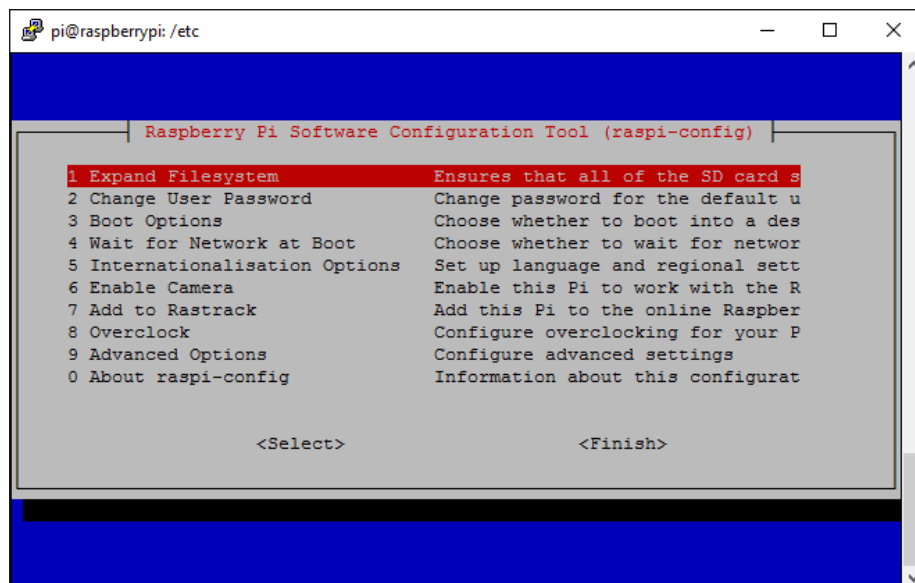 pi@raspberrypi: /etc
Raspberry Pi Software Configuration Tool (raspi-config)
1 Expand Filesystem Ensures that all of the SD card s
2 Change User Password Change password for the default u
3 Boot Options Choose whether to boot into a des
4 Wait for Network at Boot Choose whether to wait for networ
5 Internationalisation Options Set up language and regional sett
6 Enable Camera Enable this Pi to work with the R
7 Add to Rastrack Add this Pi to the online Raspber
8 Overclock Configure overclocking for your P
9 Advanced Options Configure advanced settings
0 About raspi-config Information about this configurat
<Select> <Finish>